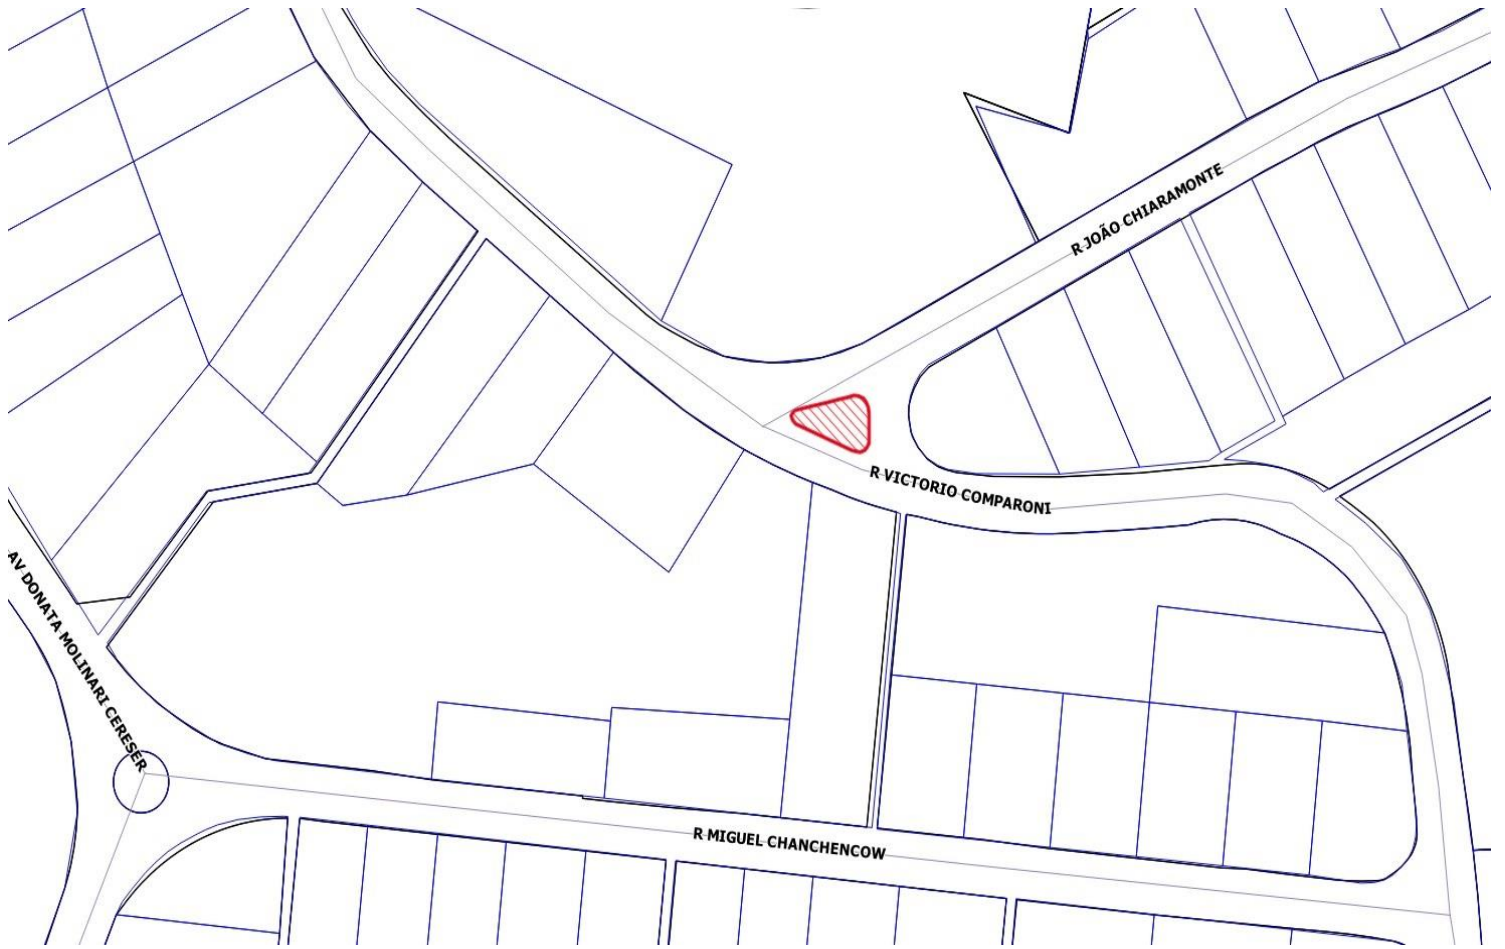 R JOÃO CHIARAMONTE
R VICTORIO COMPARONI
AV DONATA MOLINARI CERESER
R MIGUEL CHANCHENCOW